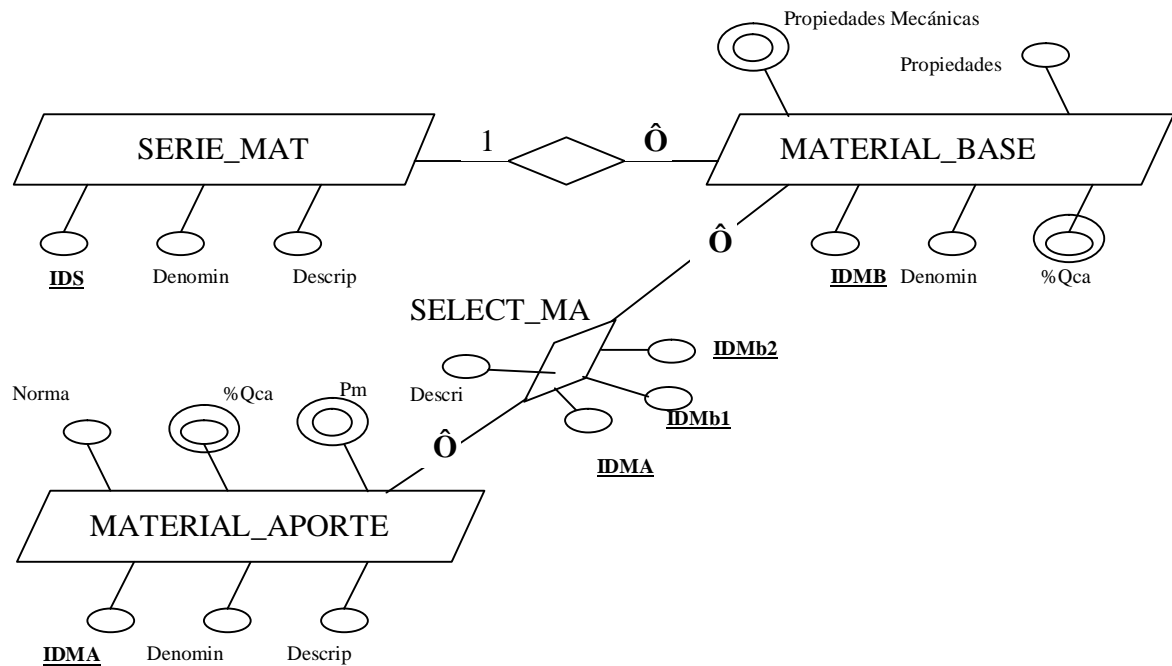 Propiedades Mecánicas
Propiedades
SERIE_MAT
1
Ô
MATERIAL_BASE
Ô
IDS
Denomin
Descrip
IDMB
Denomin
%Qca
SELECT_MA
IDMb2
Norma
%Qca
Pm
Descri
IDMb1
Ô
IDMA
MATERIAL_APORTE
IDMA
Denomin
Descrip